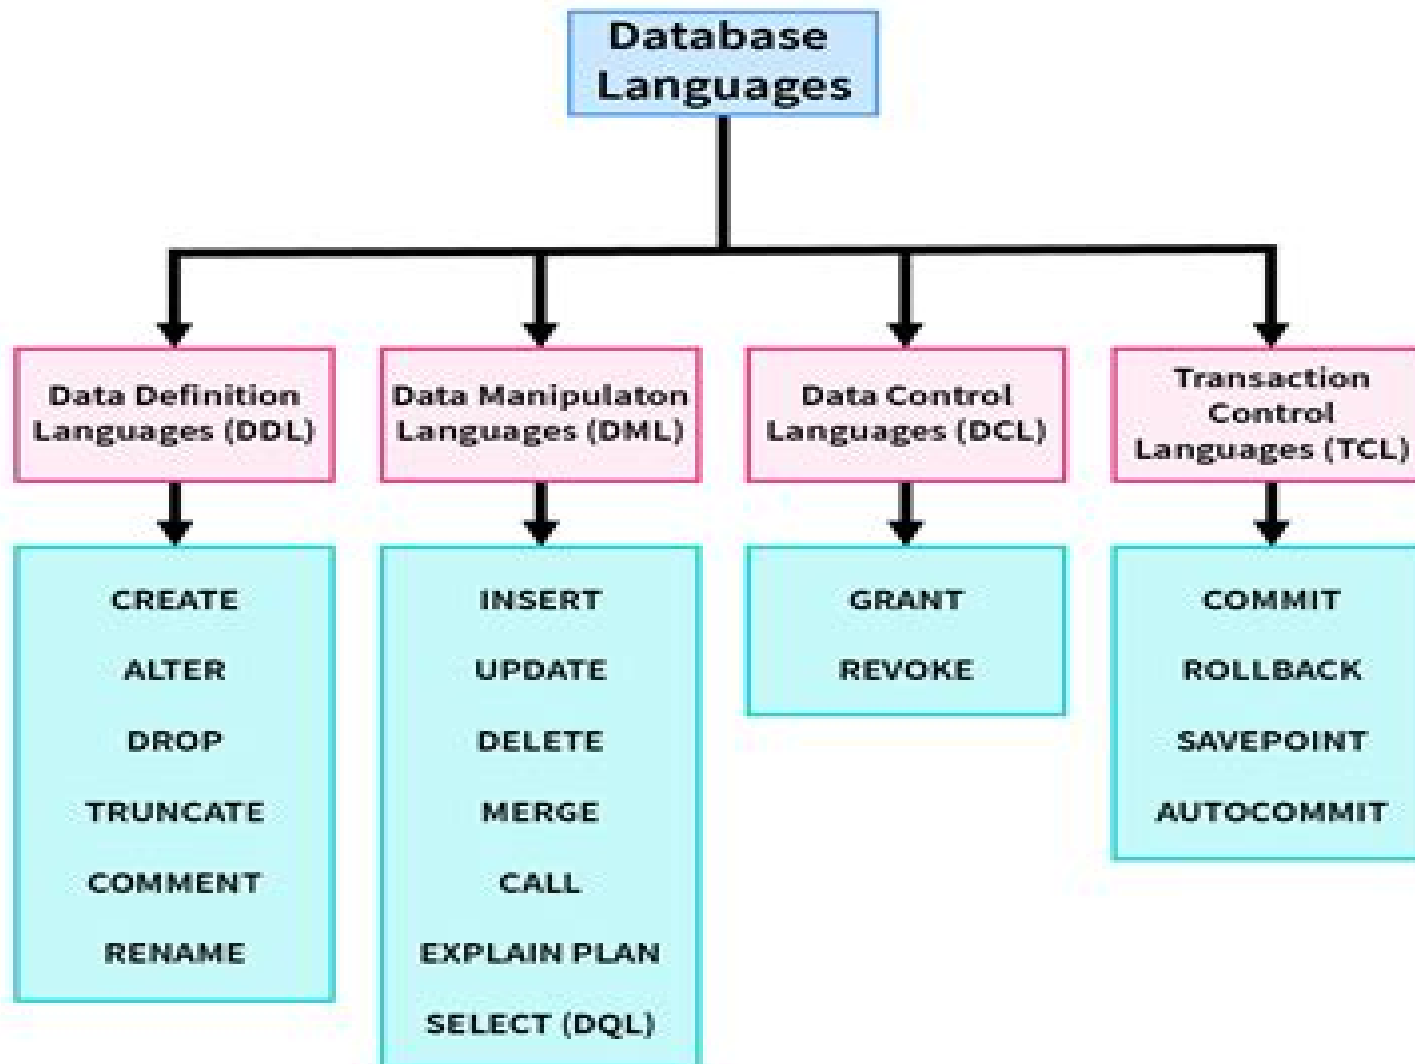 Database
Languages
Data Definition
Languages (DDL)
Data Manipulaton
Languages (DML)
Data Control
Languages (DCL)
Transaction
Control
Languages (TCL)
CREATE
ALTER
DROP
TRUNCATE
COMMENT
RENAME
INSERT
UPDATE
DELETE
MERGE
CALL
EXPLAIN PLAN
SELECT (DQL)
GRANT
REVOKE
COMMIT
ROLLBACK
SAVEPOINT
AUTOCOMMIT